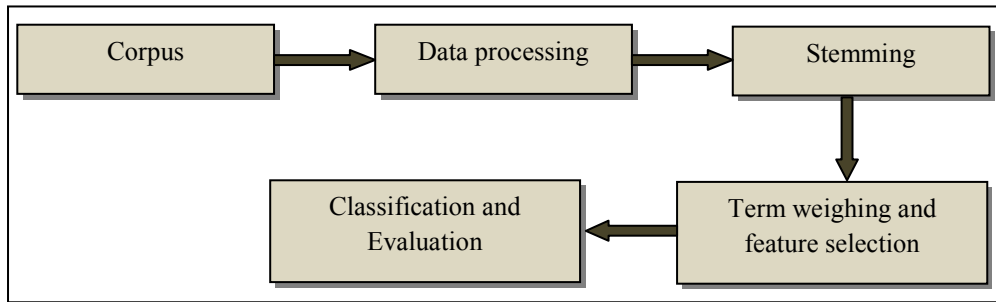 Corpus
Data processing
Stemming
Term weighing and
feature selection
Classification and
Evaluation